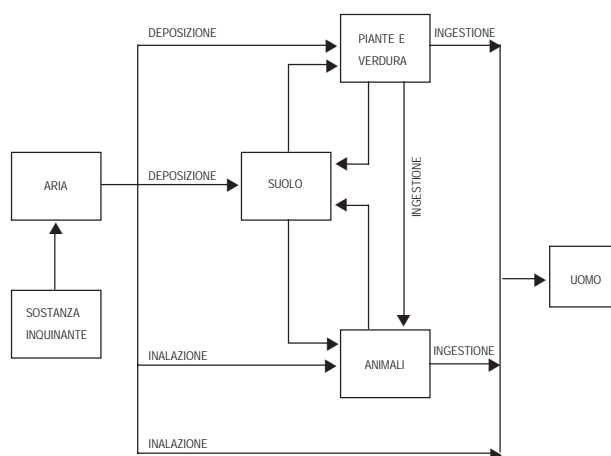 DEPOSIZIONE
PIANTE E
VERDURA
INGESTIONE
ARIA
DEPOSIZIONE
SUOLO
INGESTIONE
SOSTANZA
INQUINANTE
UOMO
INALAZIONE
ANIMALI
INGESTIONE
INALAZIONE